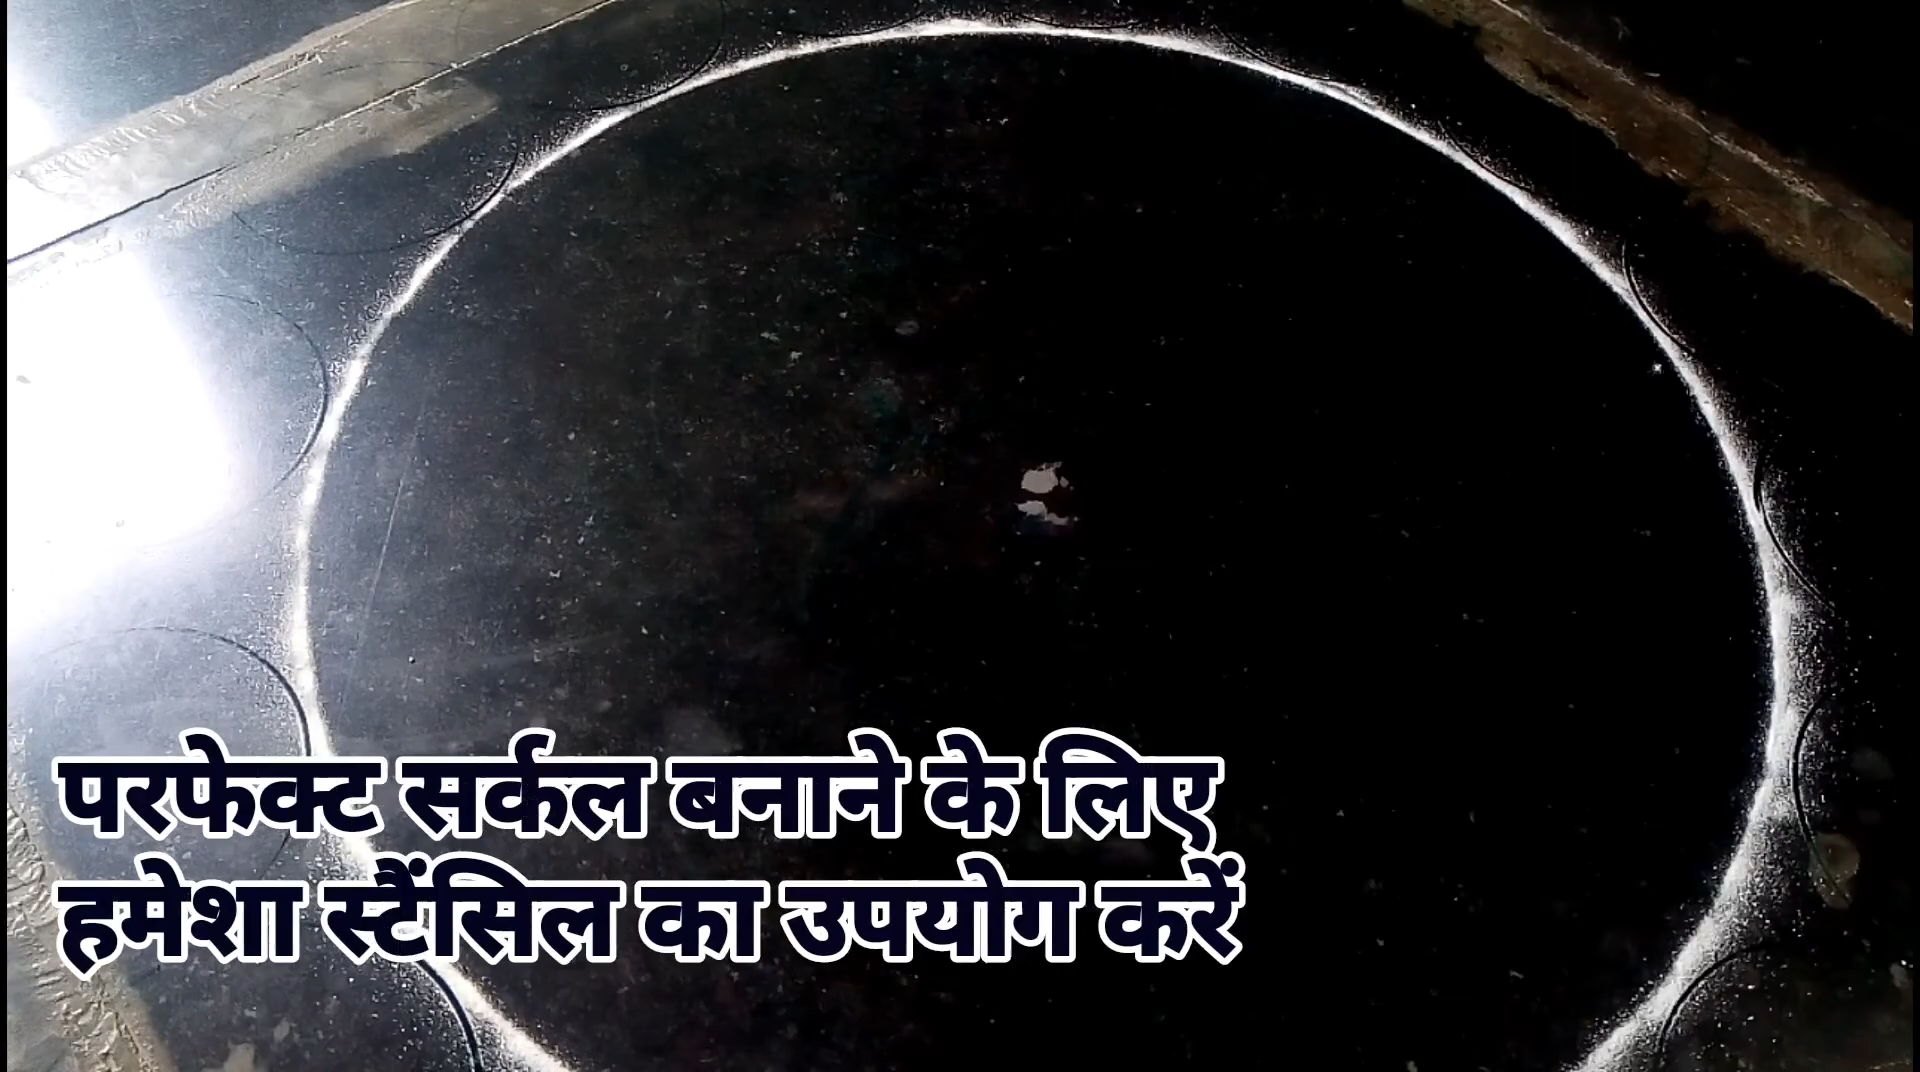 परफेक्ट सर्कल बनाने के लिए
हमेशा स्टैंसिल का उपयोग करें